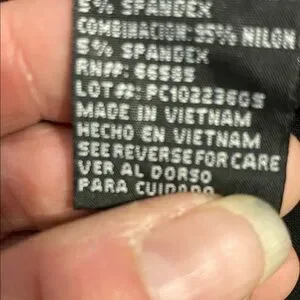 5% SPANDEX
COMBINACION: 95% NILON
5% SPANDEX
RN#: 66585
LOT#: PC102236GS
MADE IN VIETNAM
HECHO EN VIETNAM
SEE REVERSE FOR CARE
VER AL DORSO
PARA CUIDADO